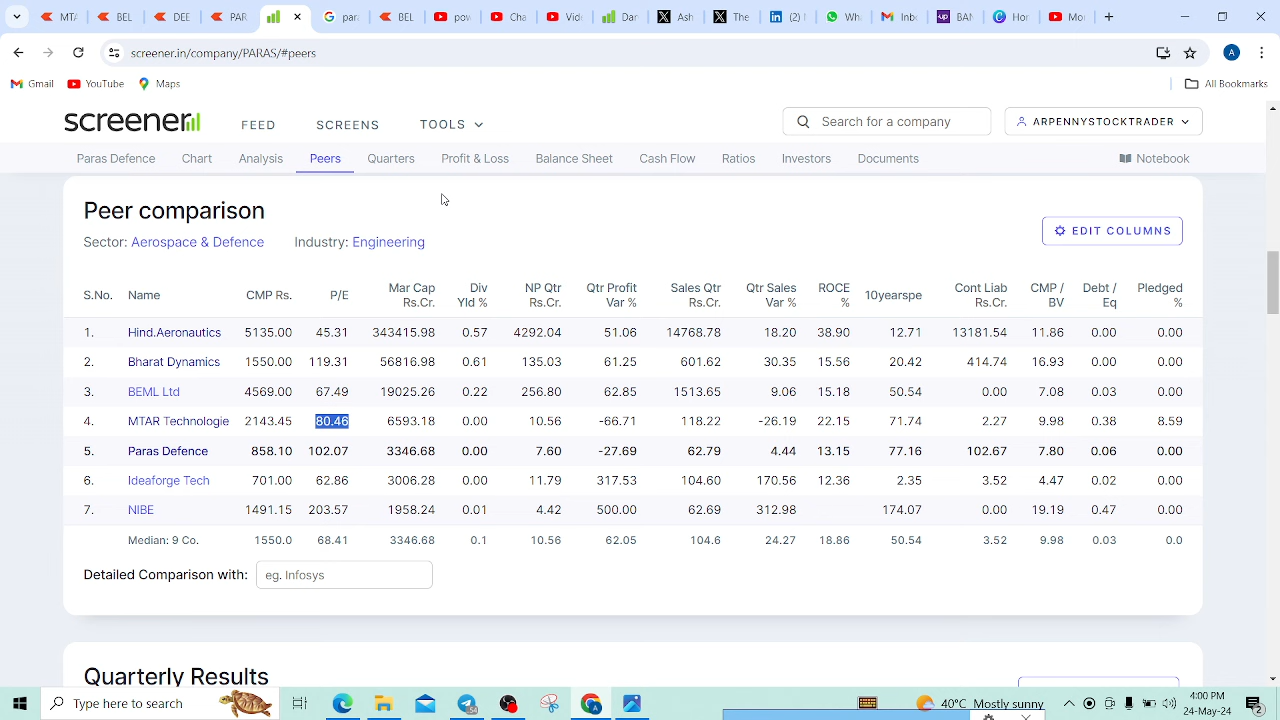 MTA
BEL
DEI
PAR
G
BEL
pov
Cha
Vide
Dar
Ash
The
(2)
Wha
Inb
BAN
Hor
Mor
screener.in/company/PARAS/#peers
A
Gmail YouTube Maps All Bookmarks
screener FEED SCREENS TOOLS Search for a company ARPENNYSTOCKTRADER
Paras Defence Chart Analysis Peers Quarters Profit & Loss Balance Sheet Cash Flow Ratios Investors Documents Notebook
Peer comparison
Sector: Aerospace & Defence Industry: Engineering
EDIT COLUMNS
S.No. Name CMP Rs. P/E Mar Cap Rs.Cr. Div Yld % NP Qtr Rs.Cr. Qtr Profit Var % Sales Qtr Rs.Cr. Qtr Sales Var % ROCE % 10yearspe Cont Liab Rs.Cr. CMP / BV Debt / Eq Pledged %
1. Hind.Aeronautics 5135.00 45.31 343415.98 0.57 4292.04 51.06 14768.78 18.20 38.90 12.71 13181.54 11.86 0.00 0.00
2. Bharat Dynamics 1550.00 119.31 56816.98 0.61 135.03 61.25 601.62 30.35 15.56 20.42 414.74 16.93 0.00 0.00
3. BEML Ltd 4569.00 67.49 19025.26 0.22 256.80 62.85 1513.65 9.06 15.18 50.54 0.00 7.08 0.03 0.00
4. MTAR Technologie 2143.45 80.46 6593.18 0.00 10.56 -66.71 118.22 -26.19 22.15 71.74 2.27 9.98 0.38 8.59
5. Paras Defence 858.10 102.07 3346.68 0.00 7.60 -27.69 62.79 4.44 13.15 77.16 102.67 7.80 0.06 0.00
6. Ideaforge Tech 701.00 62.86 3006.28 0.00 11.79 317.53 104.60 170.56 12.36 2.35 3.52 4.47 0.02 0.00
7. NIBE 1491.15 203.57 1958.24 0.01 4.42 500.00 62.69 312.98 174.07 0.00 19.19 0.47 0.00
Median: 9 Co. 1550.0 68.41 3346.68 0.1 10.56 62.05 104.6 24.27 18.86 50.54 3.52 9.98 0.03 0.0
Detailed Comparison with: eg. Infosys
Quarterly Results
Type here to search 40°C Mostly sunny 4:00 PM
24-May-24